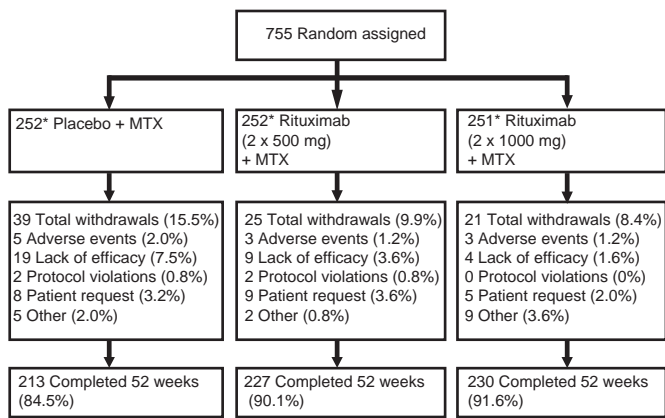 755 Random assigned
252* Placebo + MTX
252* Rituximab
(2 x 500 mg)
+ MTX
251* Rituximab
(2 x 1000 mg)
+ MTX
39 Total withdrawals (15.5%)
5 Adverse events (2.0%)
19 Lack of efficacy (7.5%)
2 Protocol violations (0.8%)
8 Patient request (3.2%)
5 Other (2.0%)
25 Total withdrawals (9.9%)
3 Adverse events (1.2%)
9 Lack of efficacy (3.6%)
2 Protocol violations (0.8%)
9 Patient request (3.6%)
2 Other (0.8%)
21 Total withdrawals (8.4%)
3 Adverse events (1.2%)
4 Lack of efficacy (1.6%)
0 Protocol violations (0%)
5 Patient request (2.0%)
9 Other (3.6%)
213 Completed 52 weeks
(84.5%)
227 Completed 52 weeks
(90.1%)
230 Completed 52 weeks
(91.6%)